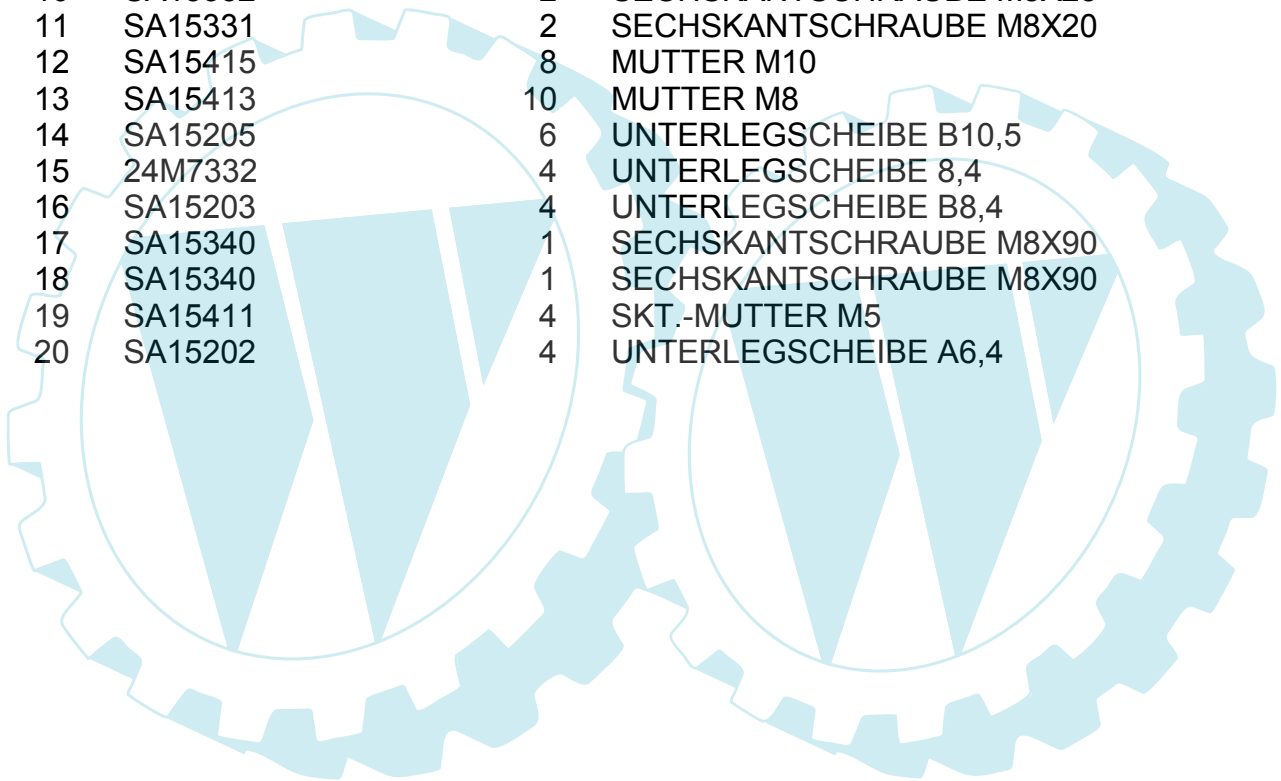 11 SA15331 2 SECHSKANTSCHRAUBE M8X20
12 SA15415 8 MUTTER M10
13 SA15413 10 MUTTER M8
14 SA15205 6 UNTERLEGSCHEIBE B10,5
15 24M7332 4 UNTERLEGSCHEIBE 8,4
16 SA15203 4 UNTERLEGSCHEIBE B8,4
17 SA15340 1 SECHSKANTSCHRAUBE M8X90
18 SA15340 1 SECHSKANTSCHRAUBE M8X90
19 SA15411 4 SKT.-MUTTER M5
20 SA15202 4 UNTERLEGSCHEIBE A6,4